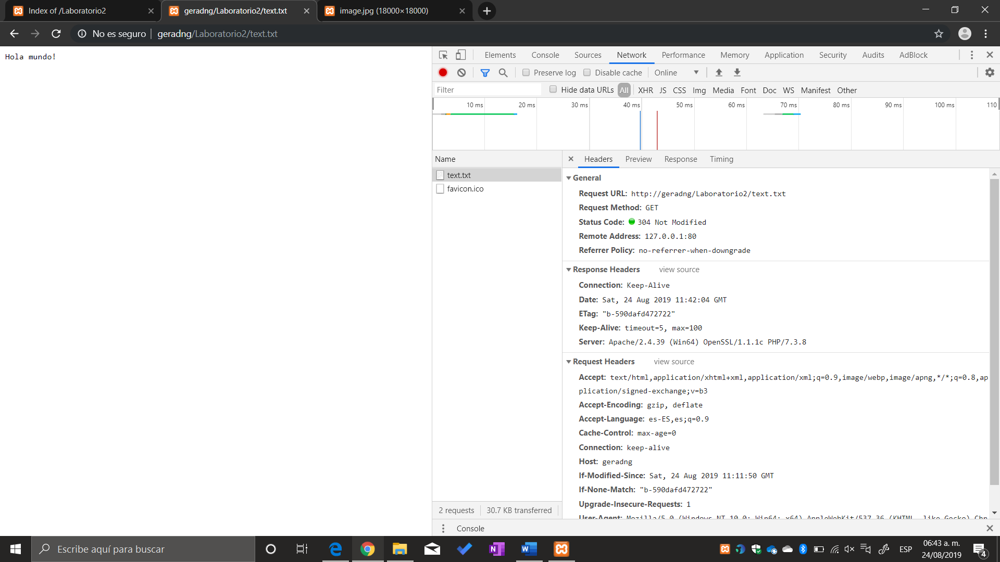 Index of /Laboratorio2
geradng/Laboratorio2/text.txt
image.jpg (18000×18000)
No es seguro | geradng/Laboratorio2/text.txt
Hola mundo!
Elements Console Sources Network Performance Memory Application Security Audits AdBlock
Preserve log Disable cache Online
Filter Hide data URLs All XHR JS CSS Img Media Font Doc WS Manifest Other
10 ms 20 ms 30 ms 40 ms 50 ms 60 ms 70 ms 80 ms 90 ms 100 ms 110
Name
text.txt
favicon.ico
2 requests 30.7 KB transferred
Headers Preview Response Timing
General
Request URL: http://geradng/Laboratorio2/text.txt
Request Method: GET
Status Code: 304 Not Modified
Remote Address: 127.0.0.1:80
Referrer Policy: no-referrer-when-downgrade
Response Headers view source
Connection: Keep-Alive
Date: Sat, 24 Aug 2019 11:42:04 GMT
ETag: "b-590dafd472722"
Keep-Alive: timeout=5, max=100
Server: Apache/2.4.39 (Win64) OpenSSL/1.1.1c PHP/7.3.8
Request Headers view source
Accept: text/html,application/xhtml+xml,application/xml;q=0.9,image/webp,image/apng,*/*;q=0.8,ap
plication/signed-exchange;v=b3
Accept-Encoding: gzip, deflate
Accept-Language: es-ES,es;q=0.9
Cache-Control: max-age=0
Connection: keep-alive
Host: geradng
If-Modified-Since: Sat, 24 Aug 2019 11:11:50 GMT
If-None-Match: "b-590dafd472722"
Upgrade-Insecure-Requests: 1
User-Agent: Mozilla/5.0 (Windows NT 10.0; Win64; x64) AppleWebKit/537.36 (KHTML, like Gecko) Chr
Console
Escribe aquí para buscar
ESP
06:43 a. m.
24/08/2019
4